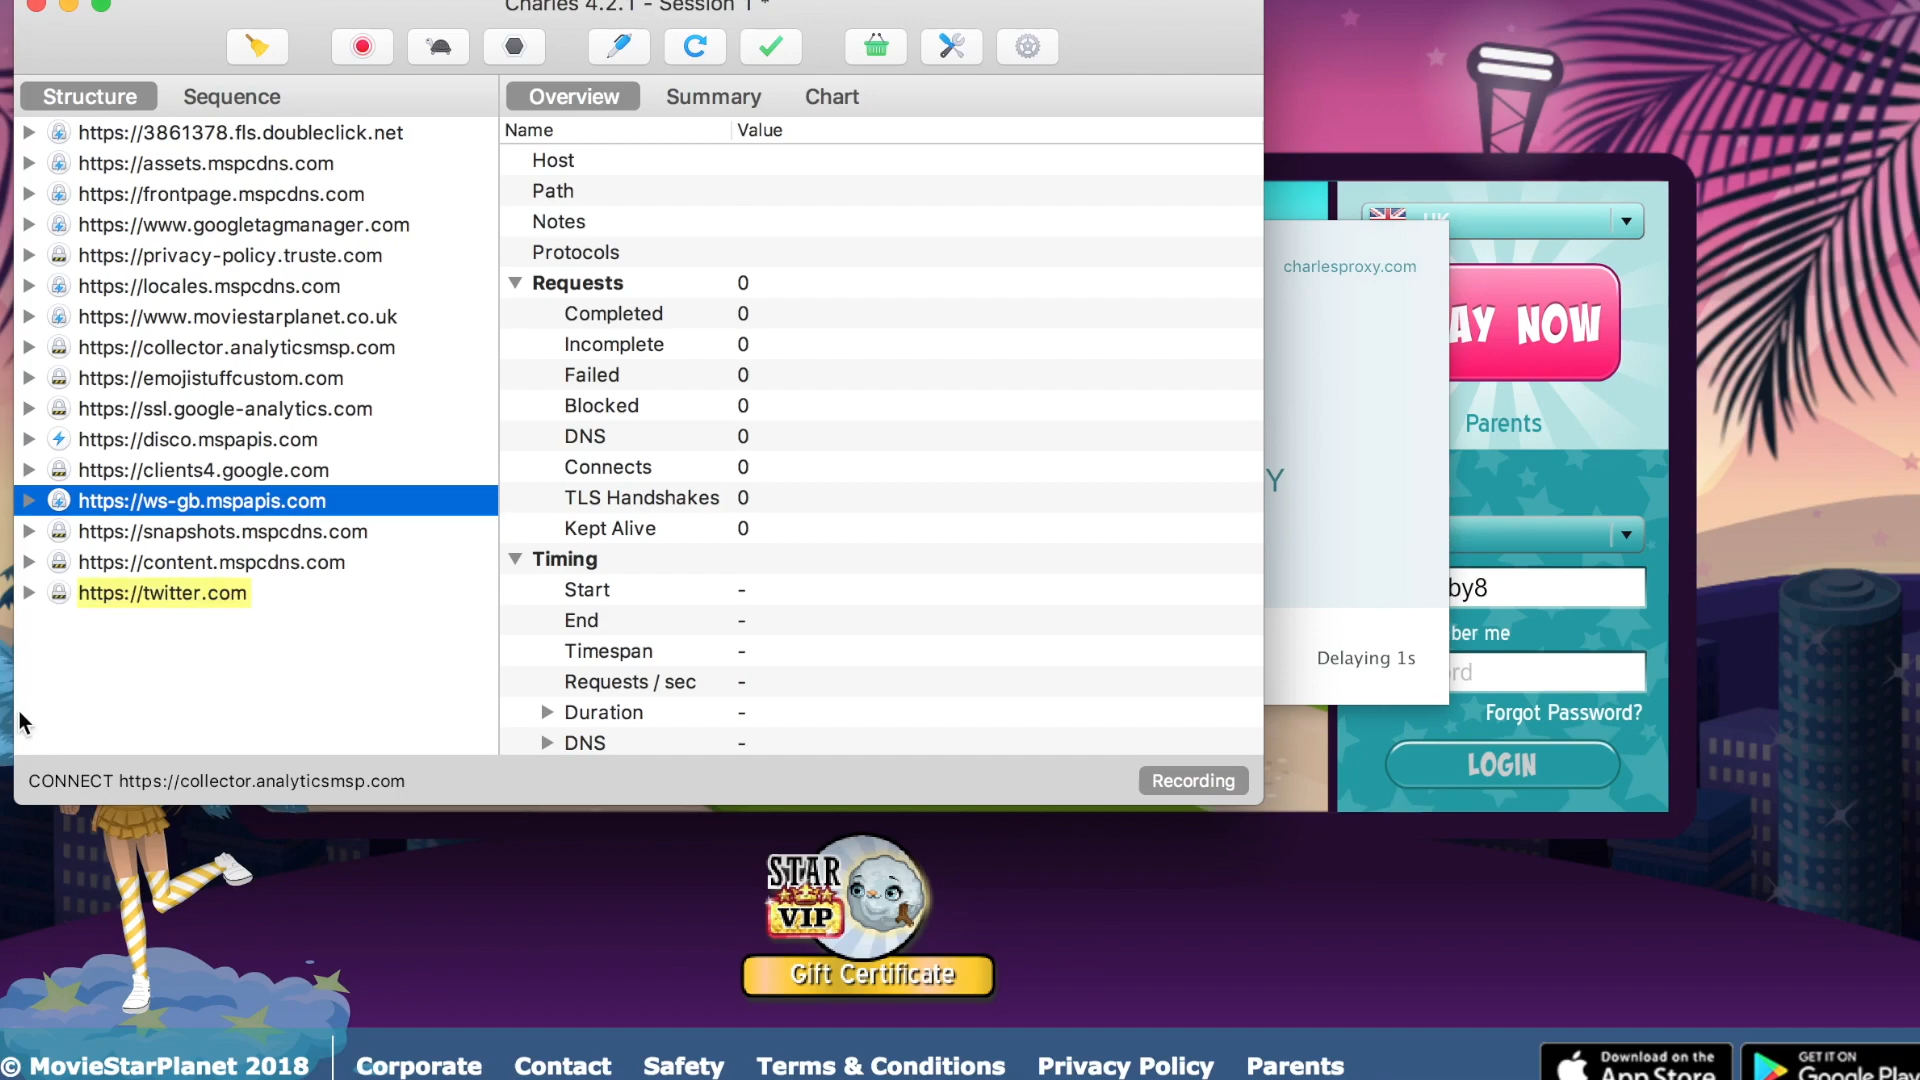 Charles 4.2.1 - Session 1 *
Structure
Sequence
Overview
Summary
Chart
https://3861378.fls.doubleclick.net
https://assets.mspcdns.com
https://frontpage.mspcdns.com
https://www.googletagmanager.com
https://privacy-policy.truste.com
https://locales.mspcdns.com
https://www.moviestarplanet.co.uk
https://collector.analyticsmsp.com
https://emojistuffcustom.com
https://ssl.google-analytics.com
https://disco.mspapis.com
https://clients4.google.com
https://ws-gb.mspapis.com
https://snapshots.mspcdns.com
https://content.mspcdns.com
https://twitter.com
Name Value
Host
Path
Notes
Protocols
Requests 0
Completed 0
Incomplete 0
Failed 0
Blocked 0
DNS 0
Connects 0
TLS Handshakes 0
Kept Alive 0
Timing
Start -
End -
Timespan -
Requests / sec -
Duration -
DNS -
CONNECT https://collector.analyticsmsp.com
Recording
charlesproxy.com
Y
Delaying 1s
UK
AY NOW
Parents
by8
ber me
rd
Forgot Password?
LOGIN
STAR
VIP
Gift Certificate
© MovieStarPlanet 2018
Corporate
Contact
Safety
Terms & Conditions
Privacy Policy
Parents
Download on the
App Store
GET IT ON
Google Play